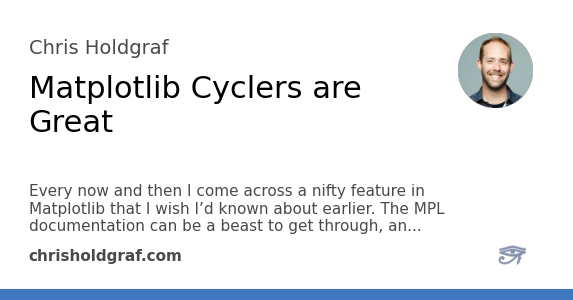 Chris Holdgraf
Matplotlib Cyclers are
Great
Every now and then I come across a nifty feature in
Matplotlib that I wish I’d known about earlier. The MPL
documentation can be a beast to get through, an...
chrisholdgraf.com